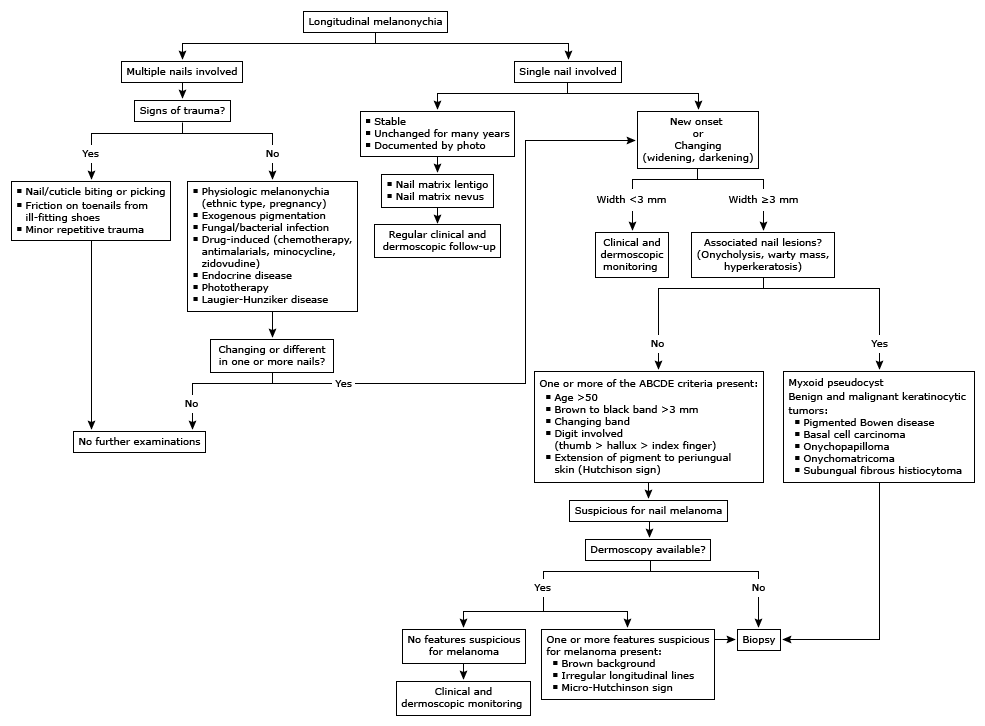 Longitudinal melanonychia
Multiple nails involved
Single nail involved
Signs of trauma?
▪ Stable
▪ Unchanged for many years
▪ Documented by photo
New onset
or
Changing
(widening, darkening)
Yes
No
▪ Nail/cuticle biting or picking
▪ Friction on toenails from
ill-fitting shoes
▪ Minor repetitive trauma
▪ Physiologic melanonychia
(ethnic type, pregnancy)
▪ Exogenous pigmentation
▪ Fungal/bacterial infection
▪ Drug-induced (chemotherapy,
antimalarials, minocycline,
zidovudine)
▪ Endocrine disease
▪ Phototherapy
▪ Laugier-Hunziker disease
▪ Nail matrix lentigo
▪ Nail matrix nevus
Regular clinical and
dermoscopic follow-up
Width <3 mm
Width ≥3 mm
Clinical and
dermoscopic
monitoring
Associated nail lesions?
(Onycholysis, warty mass,
hyperkeratosis)
Changing or different
in one or more nails?
No
Yes
No
Yes
No further examinations
One or more of the ABCDE criteria present:
▪ Age >50
▪ Brown to black band >3 mm
▪ Changing band
▪ Digit involved
(thumb > hallux > index finger)
▪ Extension of pigment to periungual
skin (Hutchison sign)
Myxoid pseudocyst
Benign and malignant keratinocytic
tumors:
▪ Pigmented Bowen disease
▪ Basal cell carcinoma
▪ Onychopapilloma
▪ Onychomatricoma
▪ Subungual fibrous histiocytoma
Suspicious for nail melanoma
Dermoscopy available?
Yes
No
No features suspicious
for melanoma
One or more features suspicious
for melanoma present:
▪ Brown background
▪ Irregular longitudinal lines
▪ Micro-Hutchinson sign
Biopsy
Clinical and
dermoscopic monitoring